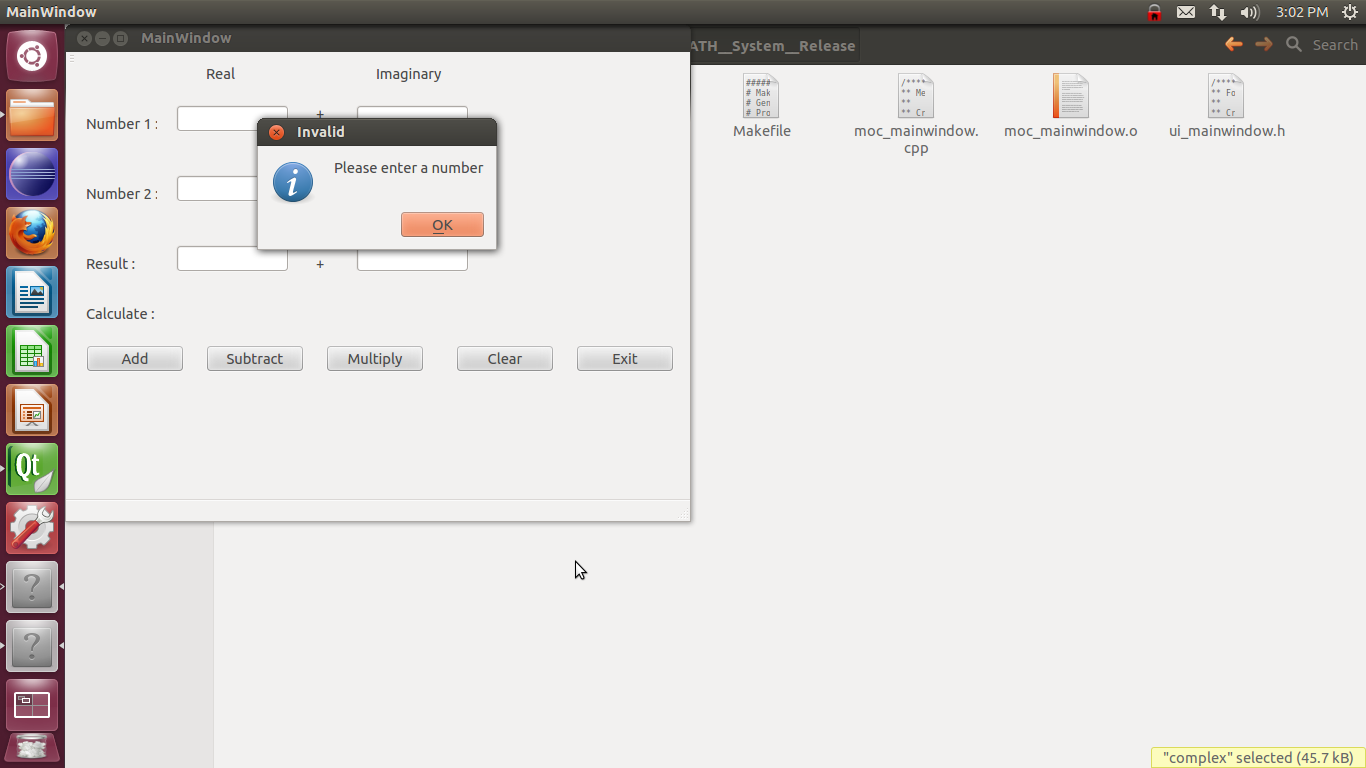 MainWindow
3:02 PM
MainWindow
ATH__System__Release
Search
Real
Imaginary
Number 1 :
+
Invalid
Please enter a number
OK
Number 2 :
Result :
+
Calculate :
Add
Subtract
Multiply
Clear
Exit
#####
# Mak
# Gen
# Pro
Makefile
/****
** Me
**
** Cr
moc_mainwindow.
cpp
moc_mainwindow.o
/****
** Fo
**
** Cr
ui_mainwindow.h
Qt
"complex" selected (45.7 kB)